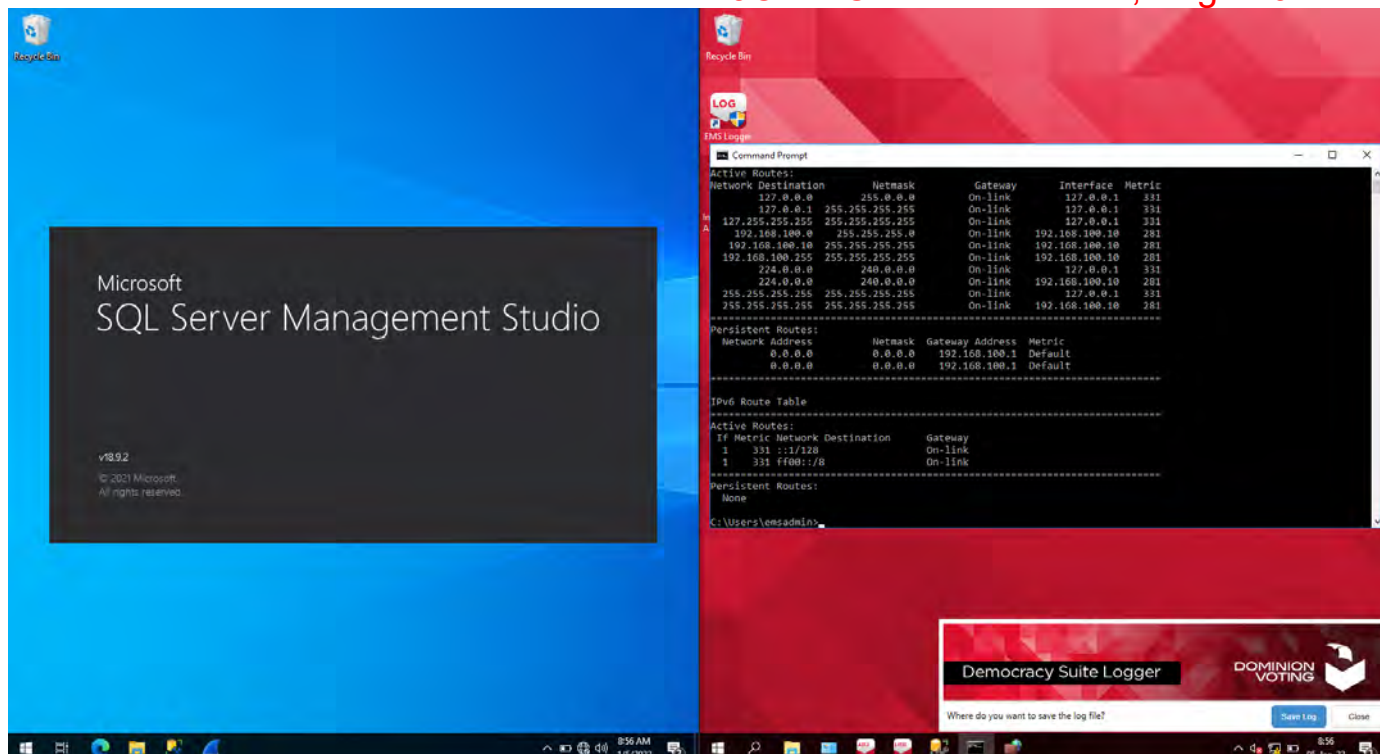 Recycle Bin
Microsoft
SQL Server Management Studio
v18.9.2
© 2021 Microsoft.
All rights reserved.
8:56 AM
1/5/2022
Recycle Bin
LOG
EMS Logger
Command Prompt
Active Routes:
Network Destination Netmask Gateway Interface Metric
127.0.0.0 255.0.0.0 On-link 127.0.0.1 331
127.0.0.1 255.255.255.255 On-link 127.0.0.1 331
127.255.255.255 255.255.255.255 On-link 127.0.0.1 331
192.168.100.0 255.255.255.0 On-link 192.168.100.10 281
192.168.100.10 255.255.255.255 On-link 192.168.100.10 281
192.168.100.255 255.255.255.255 On-link 192.168.100.10 281
224.0.0.0 240.0.0.0 On-link 127.0.0.1 331
224.0.0.0 240.0.0.0 On-link 192.168.100.10 281
255.255.255.255 255.255.255.255 On-link 127.0.0.1 331
255.255.255.255 255.255.255.255 On-link 192.168.100.10 281
Persistent Routes:
Network Address Netmask Gateway Address Metric
0.0.0.0 0.0.0.0 192.168.100.1 Default
0.0.0.0 0.0.0.0 192.168.100.1 Default
IPv6 Route Table
Active Routes:
If Metric Network Destination Gateway
1 331 ::1/128 On-link
1 331 ff00::/8 On-link
Persistent Routes:
None
C:\Users\emsadmin>
Democracy Suite Logger
DOMINION
VOTING
Where do you want to save the log file?
Save Log
Close
8:56